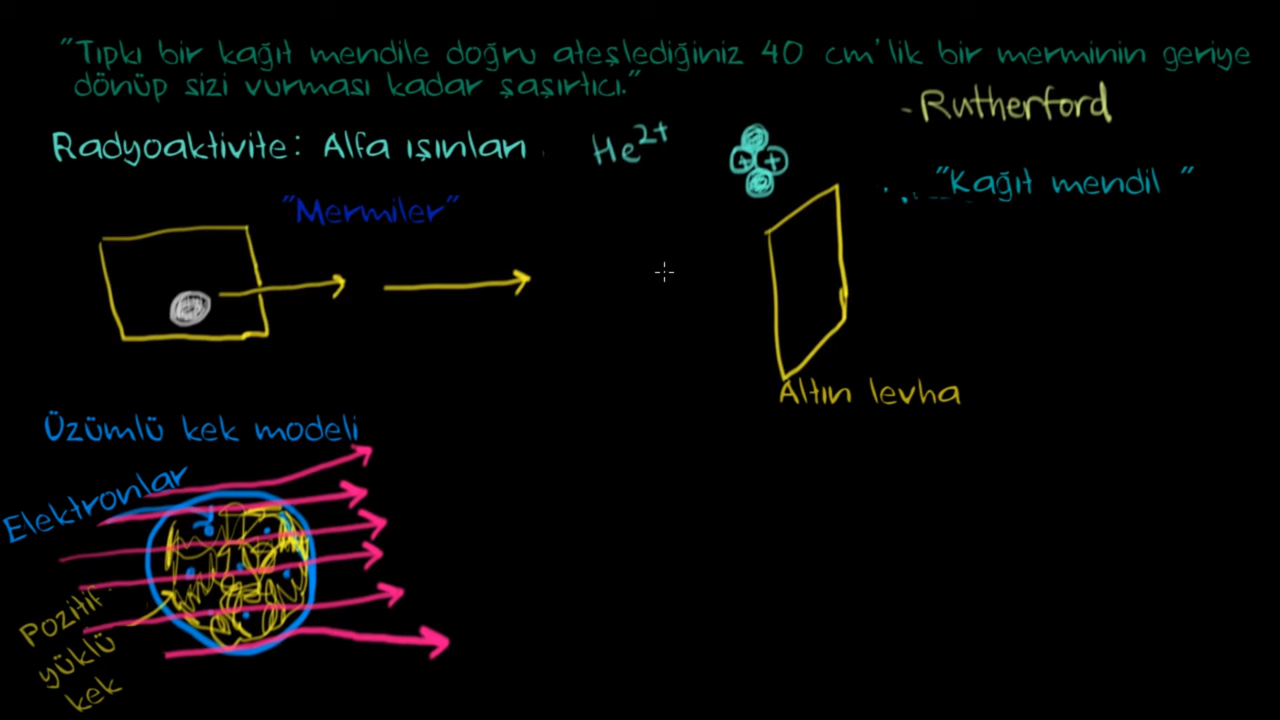 "Tıpkı bir kağıt mendile doğru ateşlediğiniz 40 cm'lik bir merminin geriye
dönüp sizi vurması kadar şaşırtıcı."
- Rutherford
Radyoaktivite: Alfa ışınları
He2+
+ +
"Kağıt mendil"
"Mermiler"
Altın levha
Üzümlü kek modeli
Elektronlar
Pozitif
yüklü
kek